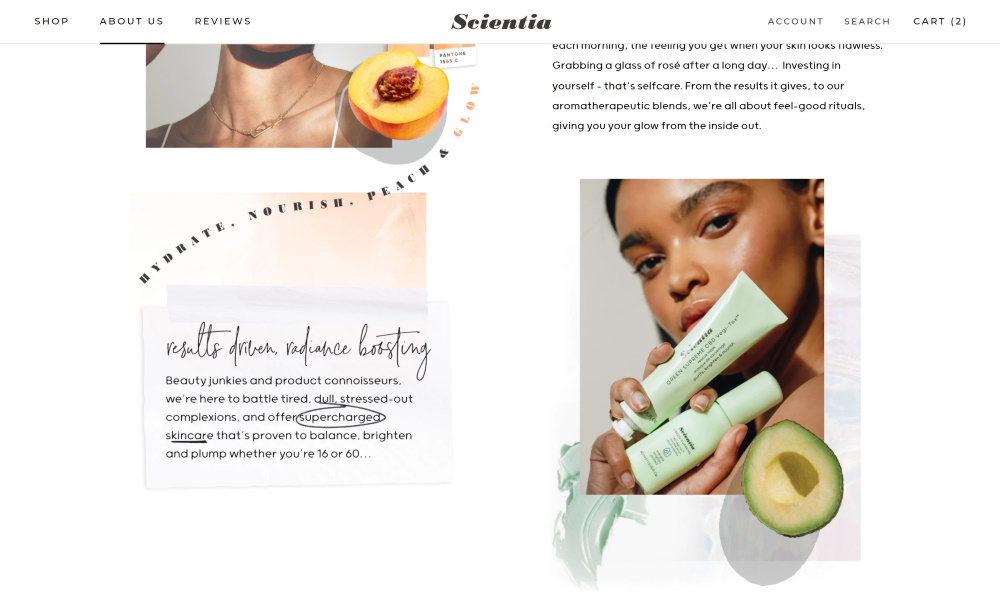 SHOP ABOUT US REVIEWS Scientia ACCOUNT SEARCH CART (2)
PANTONE
each morning, the feeling you get when your skin looks flawless.
Grabbing a glass of rosé after a long day... Investing in
yourself - that's selfcare. From the results it gives, to our
aromatherapeutic blends, we're all about feel-good rituals,
giving you your glow from the inside out.
HYDRATE, NOURISH, PEACH & GLOW
results driven, radiance boosting
Beauty junkies and product connoisseurs,
we're here to battle tired, dull, stressed-out
complexions, and offer supercharged
skincare that's proven to balance, brighten
and plump whether you're 16 or 60...
Scientia
GREEN SUPREME CBD Vegi-Tox™
purify, brighten & nourish
Scientia